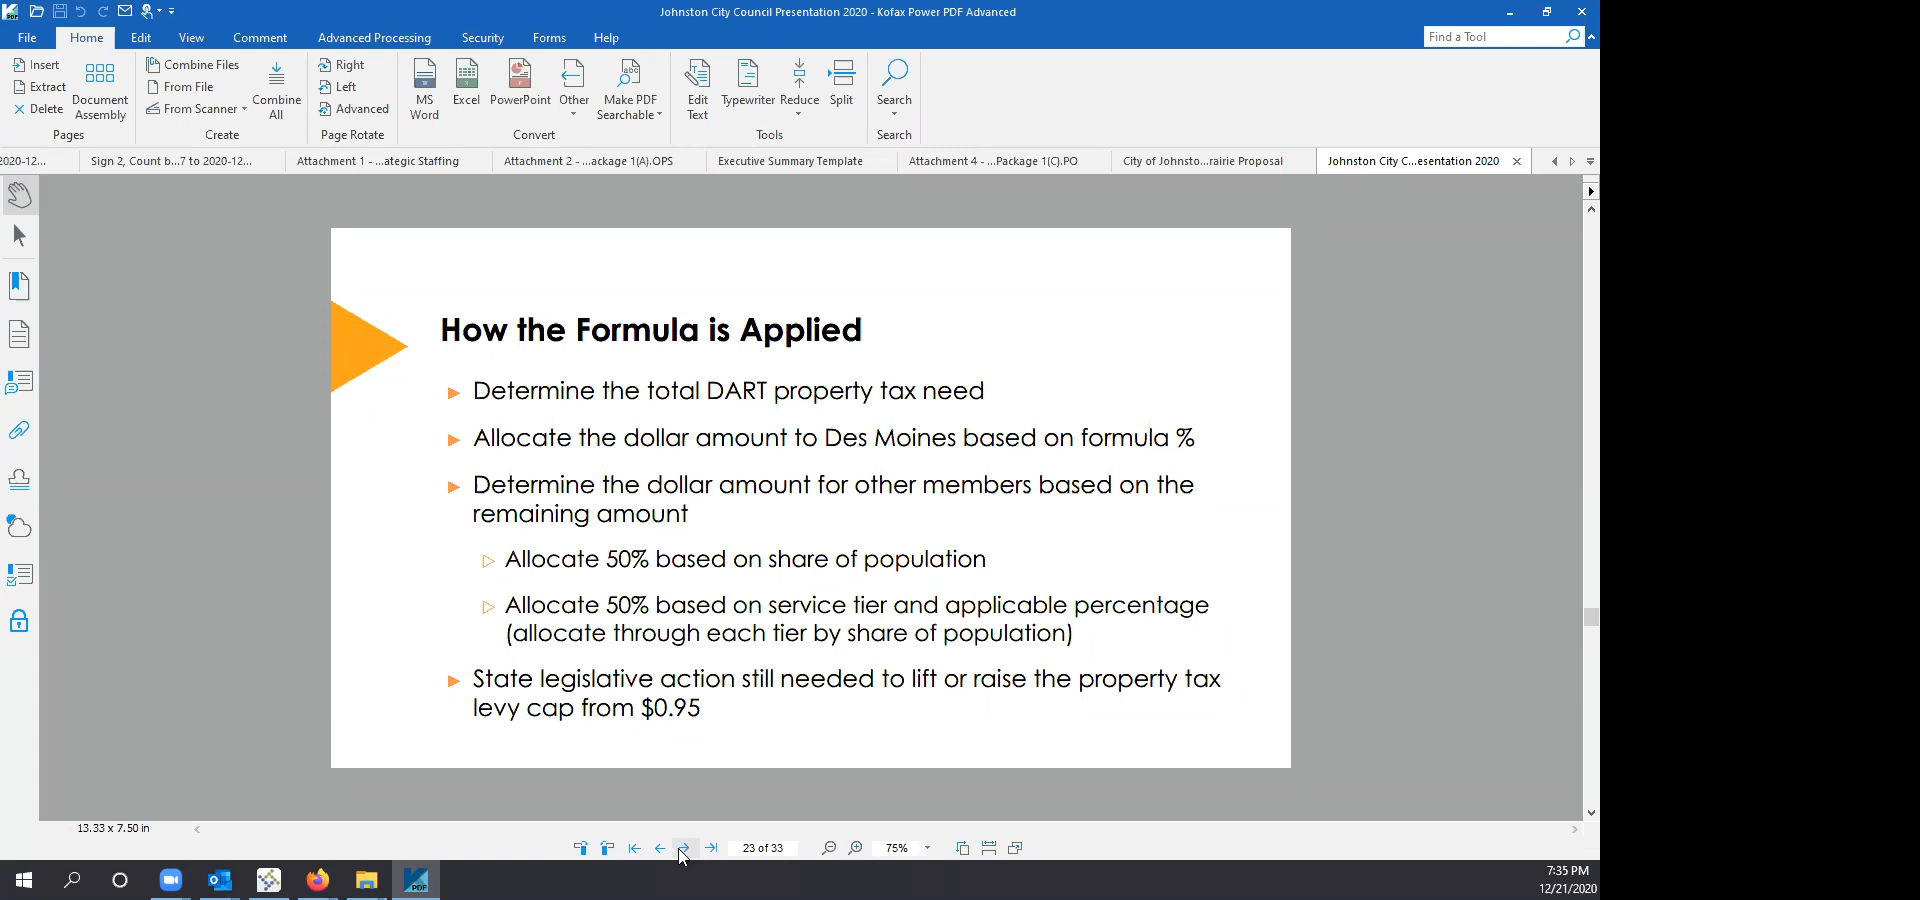 Johnston City Council Presentation 2020 - Kofax Power PDF Advanced
File Home Edit View Comment Advanced Processing Security Forms Help
Find a Tool
Insert
Extract
Delete
Document
Assembly
Pages
Combine Files
From File
From Scanner
Combine
All
Create
Right
Left
Advanced
Page Rotate
MS
Word
Excel
PowerPoint
Other
Make PDF
Searchable
Convert
Edit
Text
Typewriter
Reduce
Split
Tools
Search
Search
2020-12... Sign 2, Count b...7 to 2020-12... Attachment 1 - ...ategic Staffing Attachment 2 - ...ackage 1(A).OPS Executive Summary Template Attachment 4 - ...Package 1(C).PO City of Johnsto...rairie Proposal Johnston City C...esentation 2020
How the Formula is Applied
Determine the total DART property tax need
Allocate the dollar amount to Des Moines based on formula %
Determine the dollar amount for other members based on the
remaining amount
Allocate 50% based on share of population
Allocate 50% based on service tier and applicable percentage
(allocate through each tier by share of population)
State legislative action still needed to lift or raise the property tax
levy cap from $0.95
13.33 x 7.50 in
23 of 33
75%
7:35 PM
12/21/2020